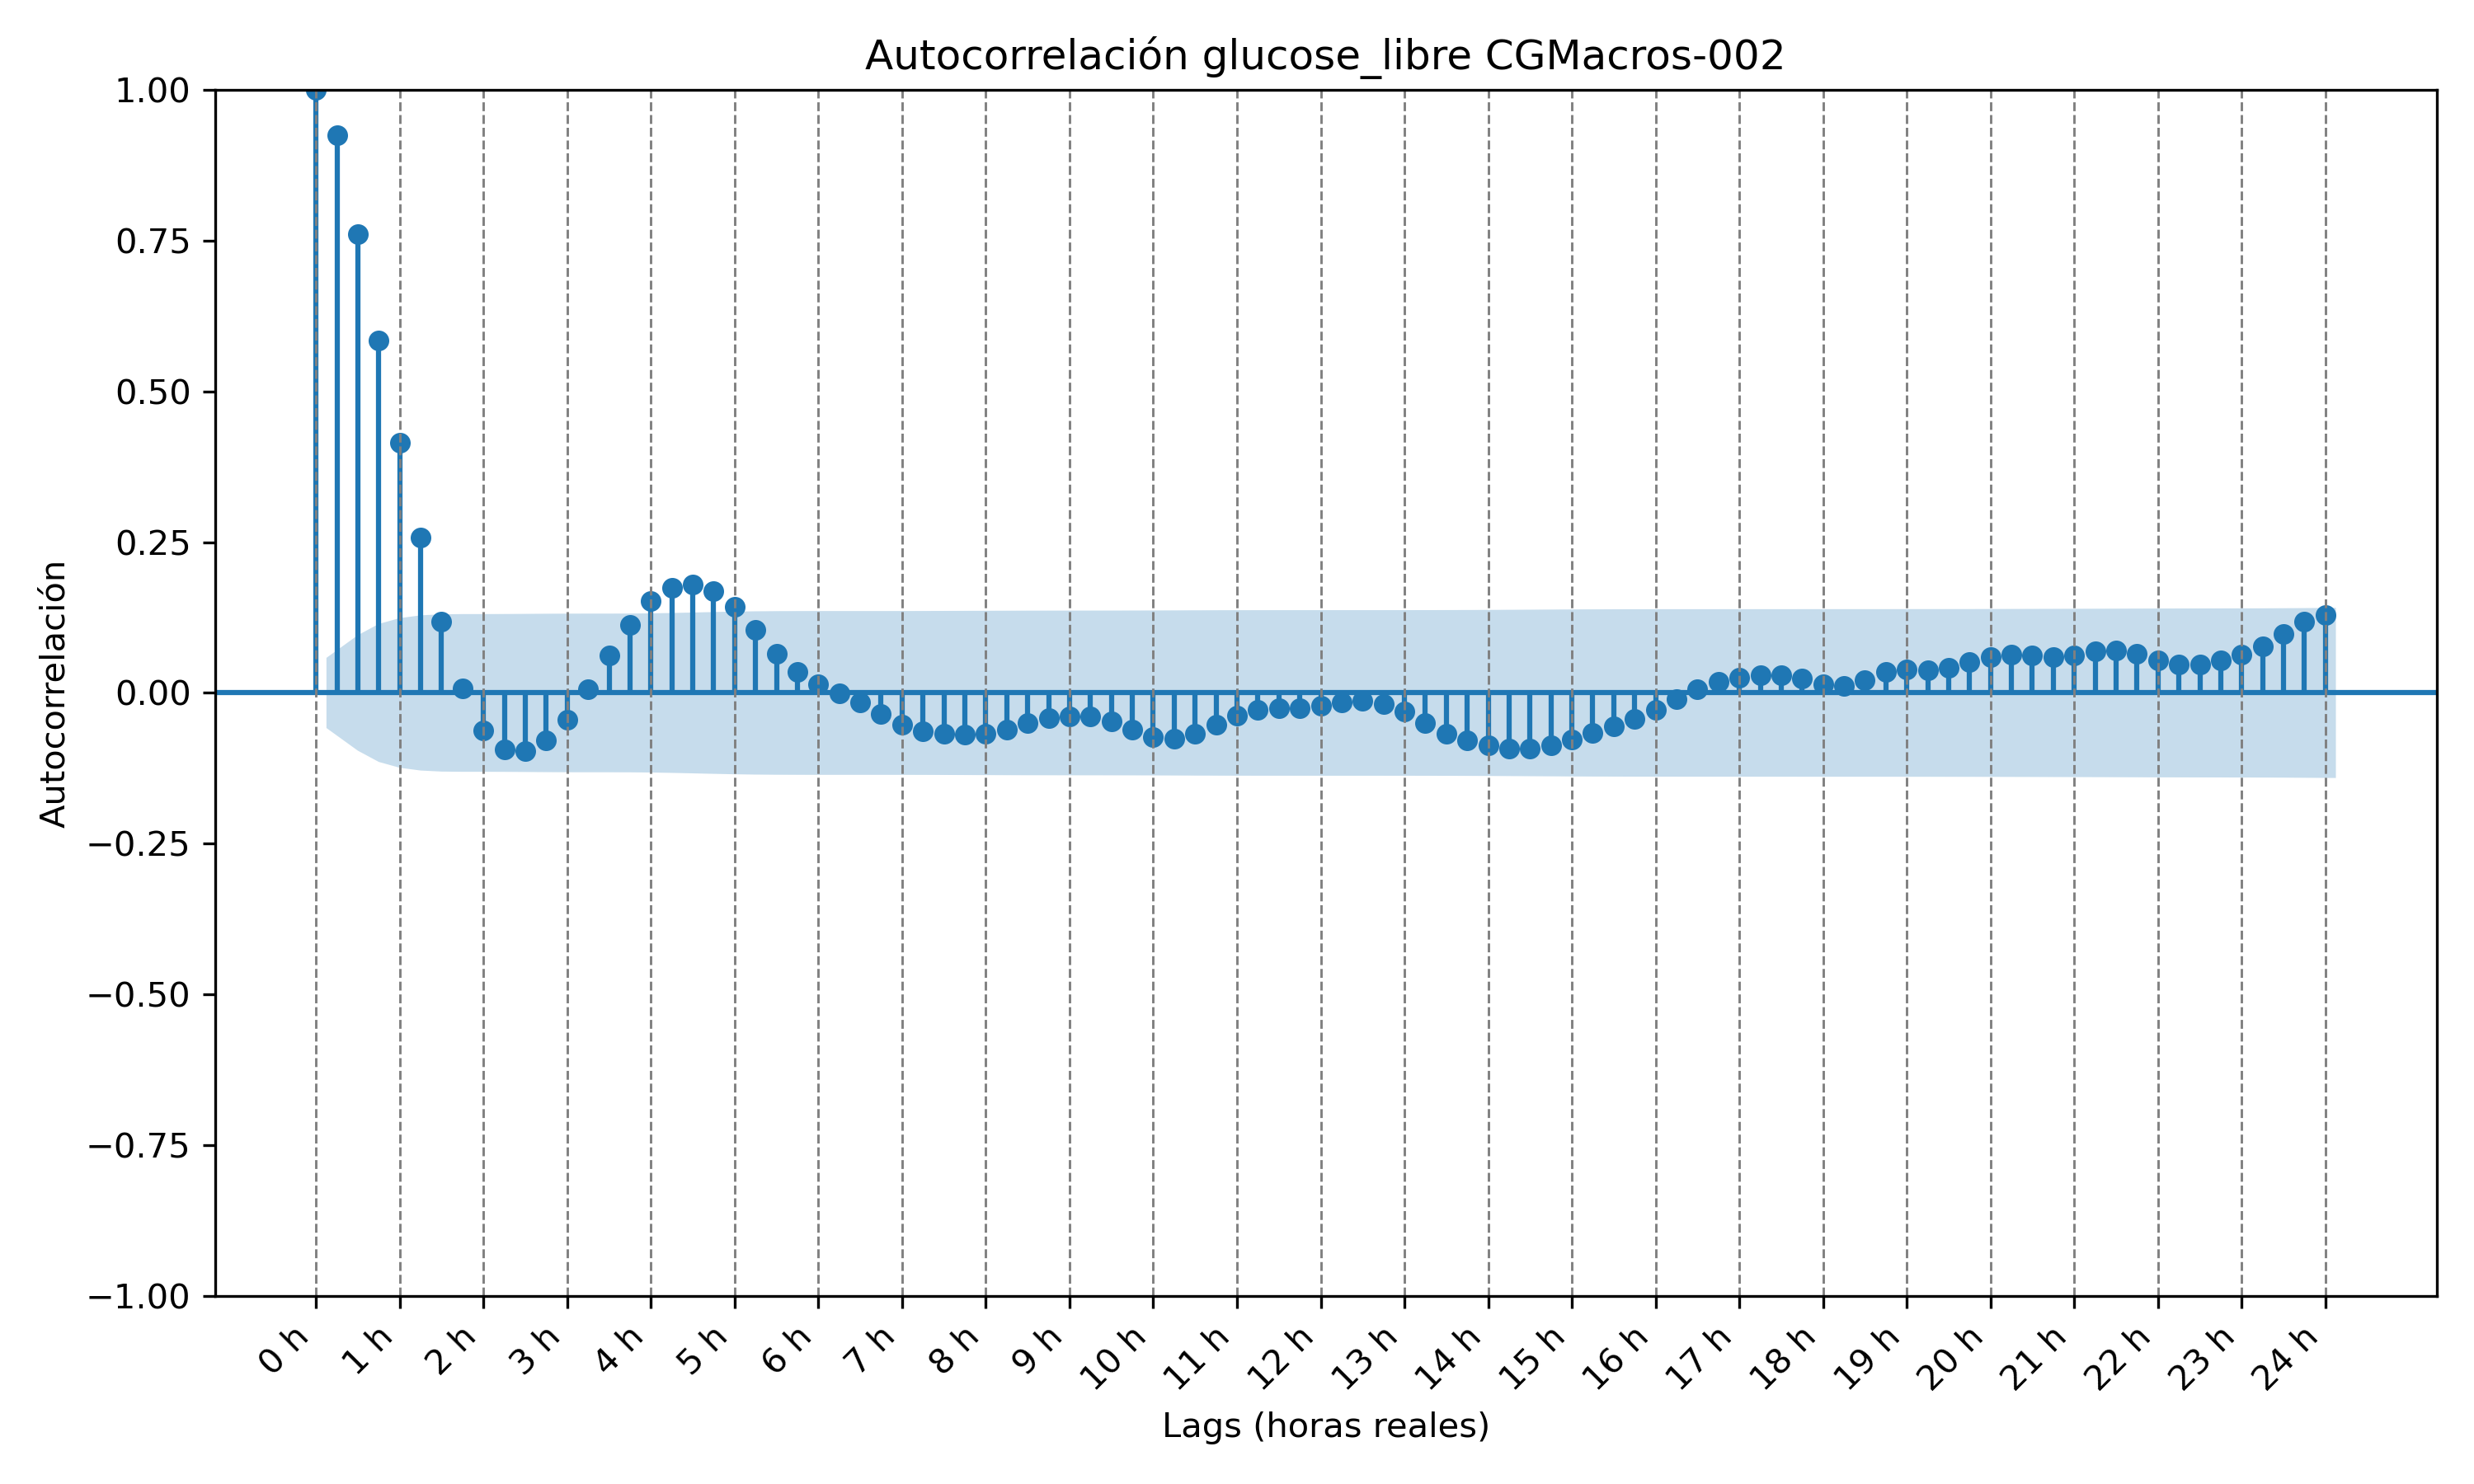 Autocorrelación glucose_libre CGMacros-002
1.00
0.75
0.50
0.25
0.00
−0.25
−0.50
−0.75
−1.00
Autocorrelación
0 h
1 h
2 h
3 h
4 h
5 h
6 h
7 h
8 h
9 h
10 h
11 h
12 h
13 h
14 h
15 h
16 h
17 h
18 h
19 h
20 h
21 h
22 h
23 h
24 h
Lags (horas reales)